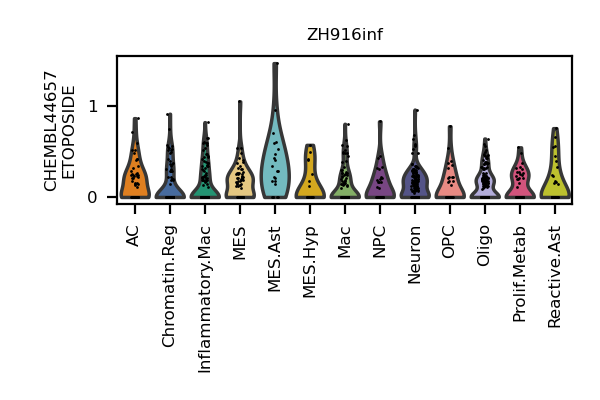 ZH916inf
CHEMBL44657
ETOPOSIDE
1
0
AC
Chromatin.Reg
Inflammatory.Mac
MES
MES.Ast
MES.Hyp
Mac
NPC
Neuron
OPC
Oligo
Prolif.Metab
Reactive.Ast